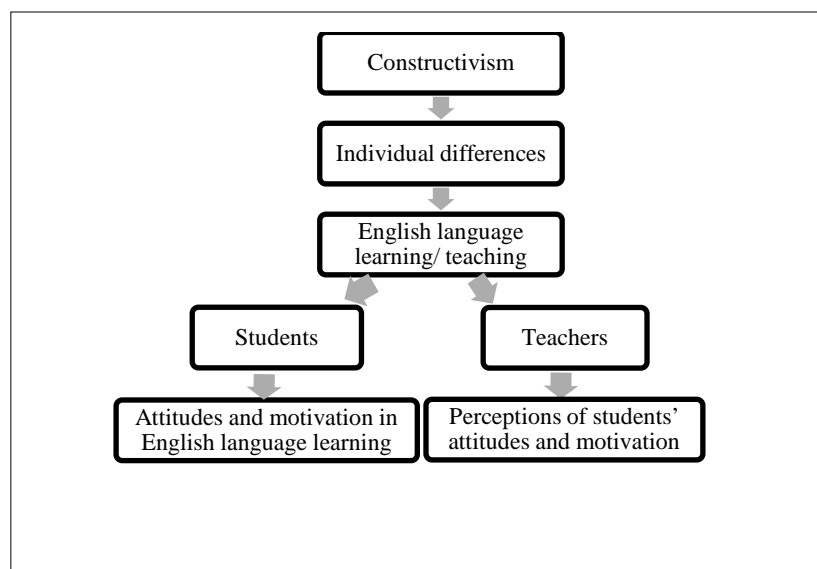 Constructivism
Individual differences
English language
learning/ teaching
Students
Teachers
Attitudes and motivation in
English language learning
Perceptions of students’
attitudes and motivation